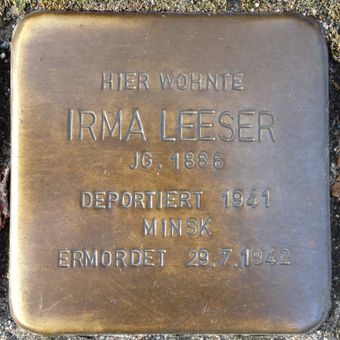 HIER WOHNTE
IRMA LEESER
JG. 1886
DEPORTIERT 1941
MINSK
ERMORDET 29.7.1942